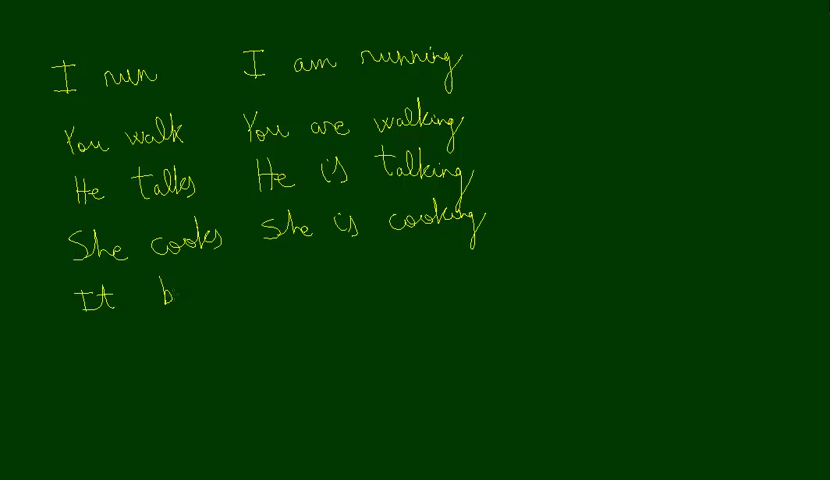 I run I am running
You walk You are walking
He talks He is talking
She cooks She is cooking
It b